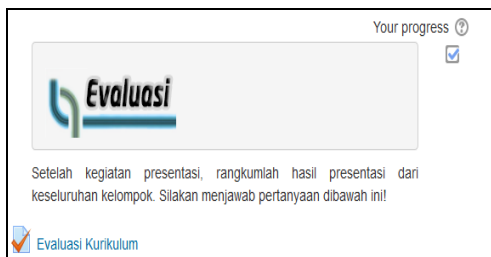 Your progress
Evaluasi
Setelah kegiatan presentasi, rangkumlah hasil presentasi dari
keseluruhan kelompok. Silakan menjawab pertanyaan dibawah ini!
Evaluasi Kurikulum